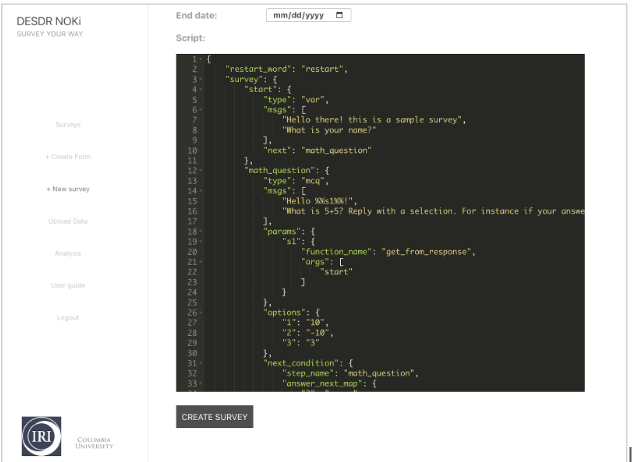 DESDR NOKi
SURVEY YOUR WAY
Surveys
+ Create Form
+ New survey
Upload Data
Analysis
User guide
Logout
IRI
COLUMBIA
UNIVERSITY
End date:
mm/dd/yyyy
Script:
1 {
2 "restart_word": "restart",
3 "survey": {
4 "start": {
5 "type": "var",
6 "msgs": [
7 "Hello there! this is a sample survey",
8 "What is your name?"
9 ],
10 "next": "math_question"
11 },
12 "math_question": {
13 "type": "mcq",
14 "msgs": [
15 "Hello %%s1%%!",
16 "What is 5+5? Reply with a selection. For instance if your answe
17 ],
18 "params": {
19 "s1": {
20 "function_name": "get_from_response",
21 "args": [
22 "start"
23 ]
24 }
25 },
26 "options": {
27 "1": "10",
28 "2": "-10",
29 "3": "3"
30 },
31 "next_condition": {
32 "step_name": "math_question",
33 "answer_next_map": {
CREATE SURVEY